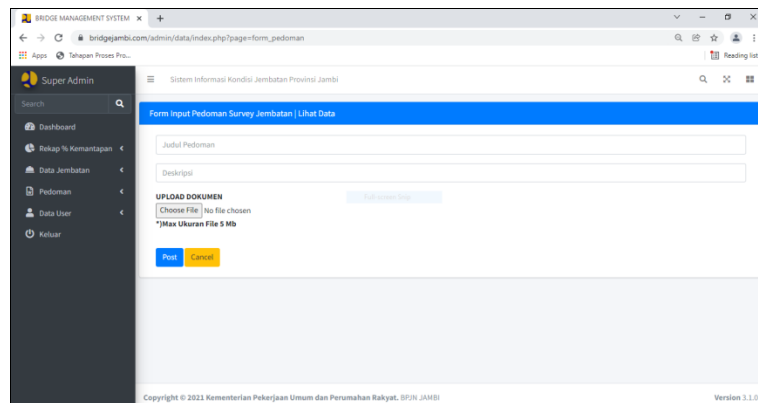 BRIDGE MANAGEMENT SYSTEM
bridgejambi.com/admin/data/index.php?page=form_pedoman
Apps Tahapan Proses Pro...
Reading list
Super Admin
Sistem Informasi Kondisi Jembatan Provinsi Jambi
Search
Form Input Pedoman Survey Jembatan | Lihat Data
Dashboard
Judul Pedoman
Rekap % Kemantapan
Data Jembatan
Deskripsi
Pedoman
UPLOAD DOKUMEN
Data User
Choose File No file chosen
*)Max Ukuran File 5 Mb
Keluar
Post Cancel
Copyright © 2021 Kementerian Pekerjaan Umum dan Perumahan Rakyat. BPJN JAMBI
Version 3.1.0